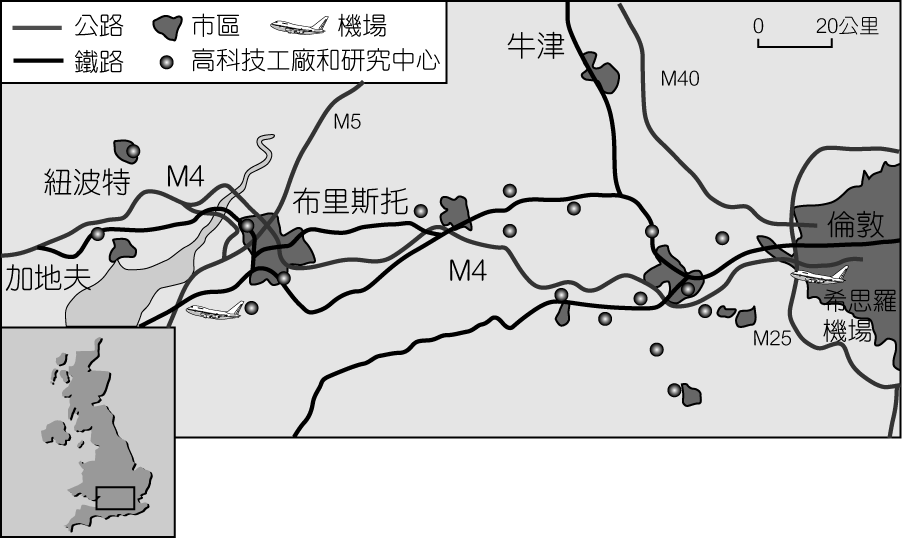 公路 市區 機場
鐵路 高科技工廠和研究中心
0 20公里
牛津
M40
M5
紐波特
M4
布里斯托
倫敦
加地夫
M4
希思羅
機場
M25